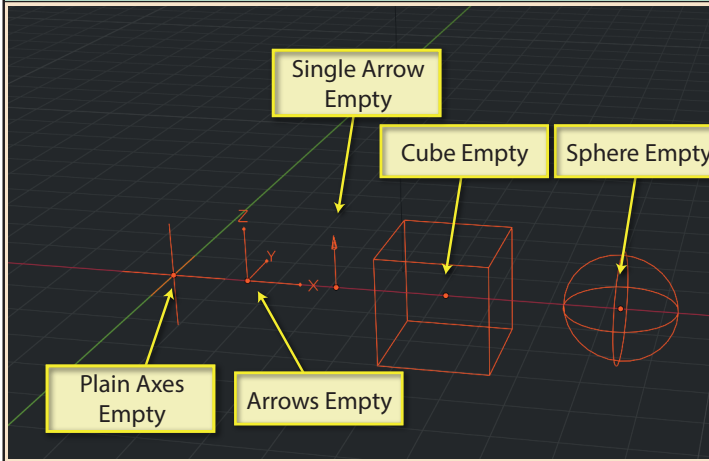 Single Arrow
Empty
Cube Empty
Sphere Empty
Z
Y
X
Plain Axes
Empty
Arrows Empty